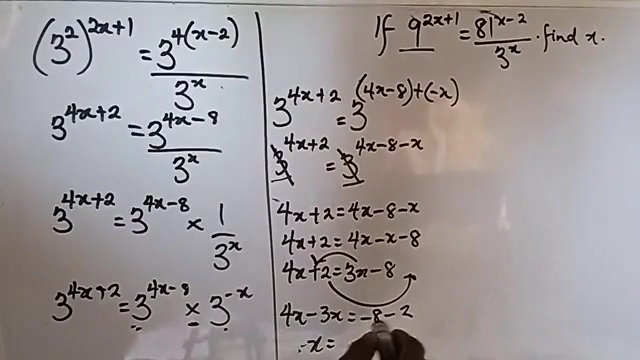 If 9^{2x+1} = 81^{x-2} / 3^x . find x.
(3^2)^{2x+1} = 3^{4(x-2)} / 3^x
3^{4x+2} = 3^{4x-8} / 3^x
3^{4x+2} = 3^{4x-8} × 1 / 3^x
3^{4x+2} = 3^{4x-8} × 3^{-x}
3^{4x+2} = 3^{(4x-8)+(-x)}
3^{4x+2} = 3^{4x-8-x}
4x+2 = 4x-8-x
4x+2 = 4x-x-8
4x+2 = 3x-8
4x-3x = -8-2
x =